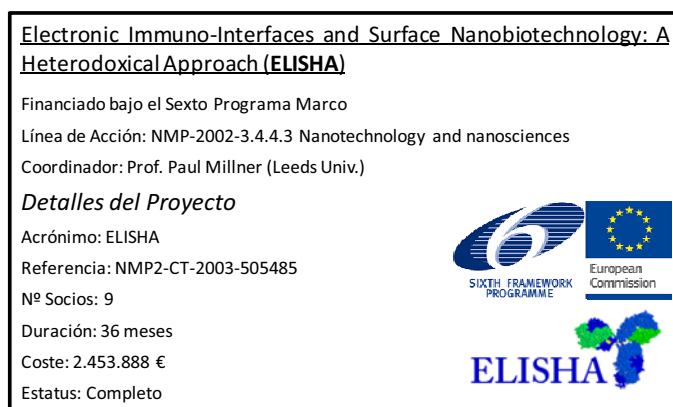 Electronic Immuno-Interfaces and Surface Nanobiotechnology: A
Heterodoxical Approach (ELISHA)
Financiado bajo el Sexto Programa Marco
Línea de Acción: NMP-2002-3.4.4.3 Nanotechnology and nanosciences
Coordinador: Prof. Paul Millner (Leeds Univ.)
Detalles del Proyecto
Acrónimo: ELISHA
Referencia: NMP2-CT-2003-505485
Nº Socios: 9
Duración: 36 meses
Coste: 2.453.888 €
Estatus: Completo
6
SIXTH FRAMEWORK
PROGRAMME
European
Commission
ELISHA